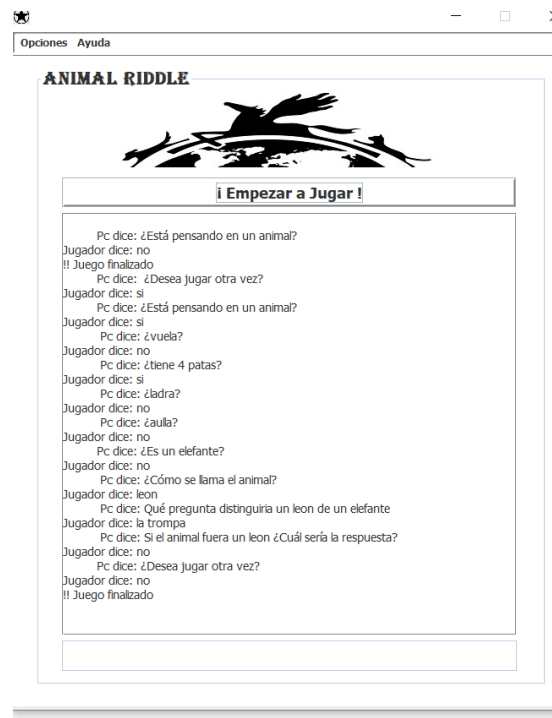 Opciones Ayuda
ANIMAL RIDDLE
¡ Empezar a Jugar !
Pc dice: ¿Está pensando en un animal?
Jugador dice: no
!! Juego finalizado
Pc dice: ¿Desea jugar otra vez?
Jugador dice: si
Pc dice: ¿Está pensando en un animal?
Jugador dice: si
Pc dice: ¿vuela?
Jugador dice: no
Pc dice: ¿tiene 4 patas?
Jugador dice: si
Pc dice: ¿ladra?
Jugador dice: no
Pc dice: ¿aulla?
Jugador dice: no
Pc dice: ¿Es un elefante?
Jugador dice: no
Pc dice: ¿Cómo se llama el animal?
Jugador dice: leon
Pc dice: Qué pregunta distinguiria un leon de un elefante
Jugador dice: la trompa
Pc dice: Si el animal fuera un leon ¿Cuál sería la respuesta?
Jugador dice: no
Pc dice: ¿Desea jugar otra vez?
Jugador dice: no
!! Juego finalizado